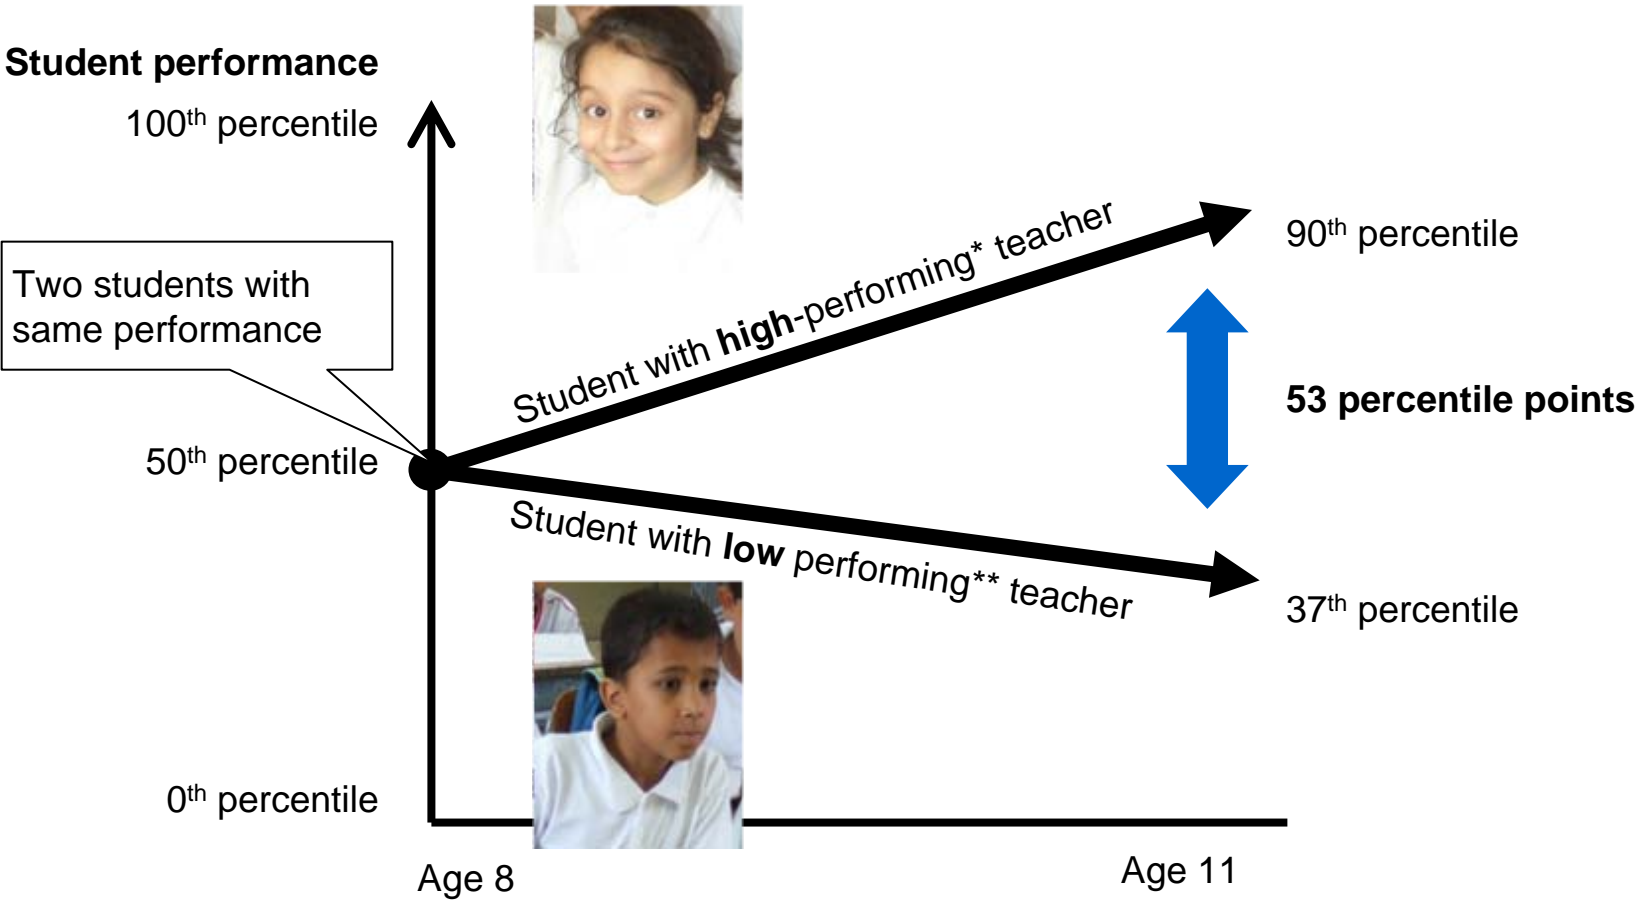 Student performance
100th percentile
Two students with
same performance
Student with high-performing* teacher
90th percentile
53 percentile points
50th percentile
Student with low performing** teacher
37th percentile
0th percentile
Age 8
Age 11